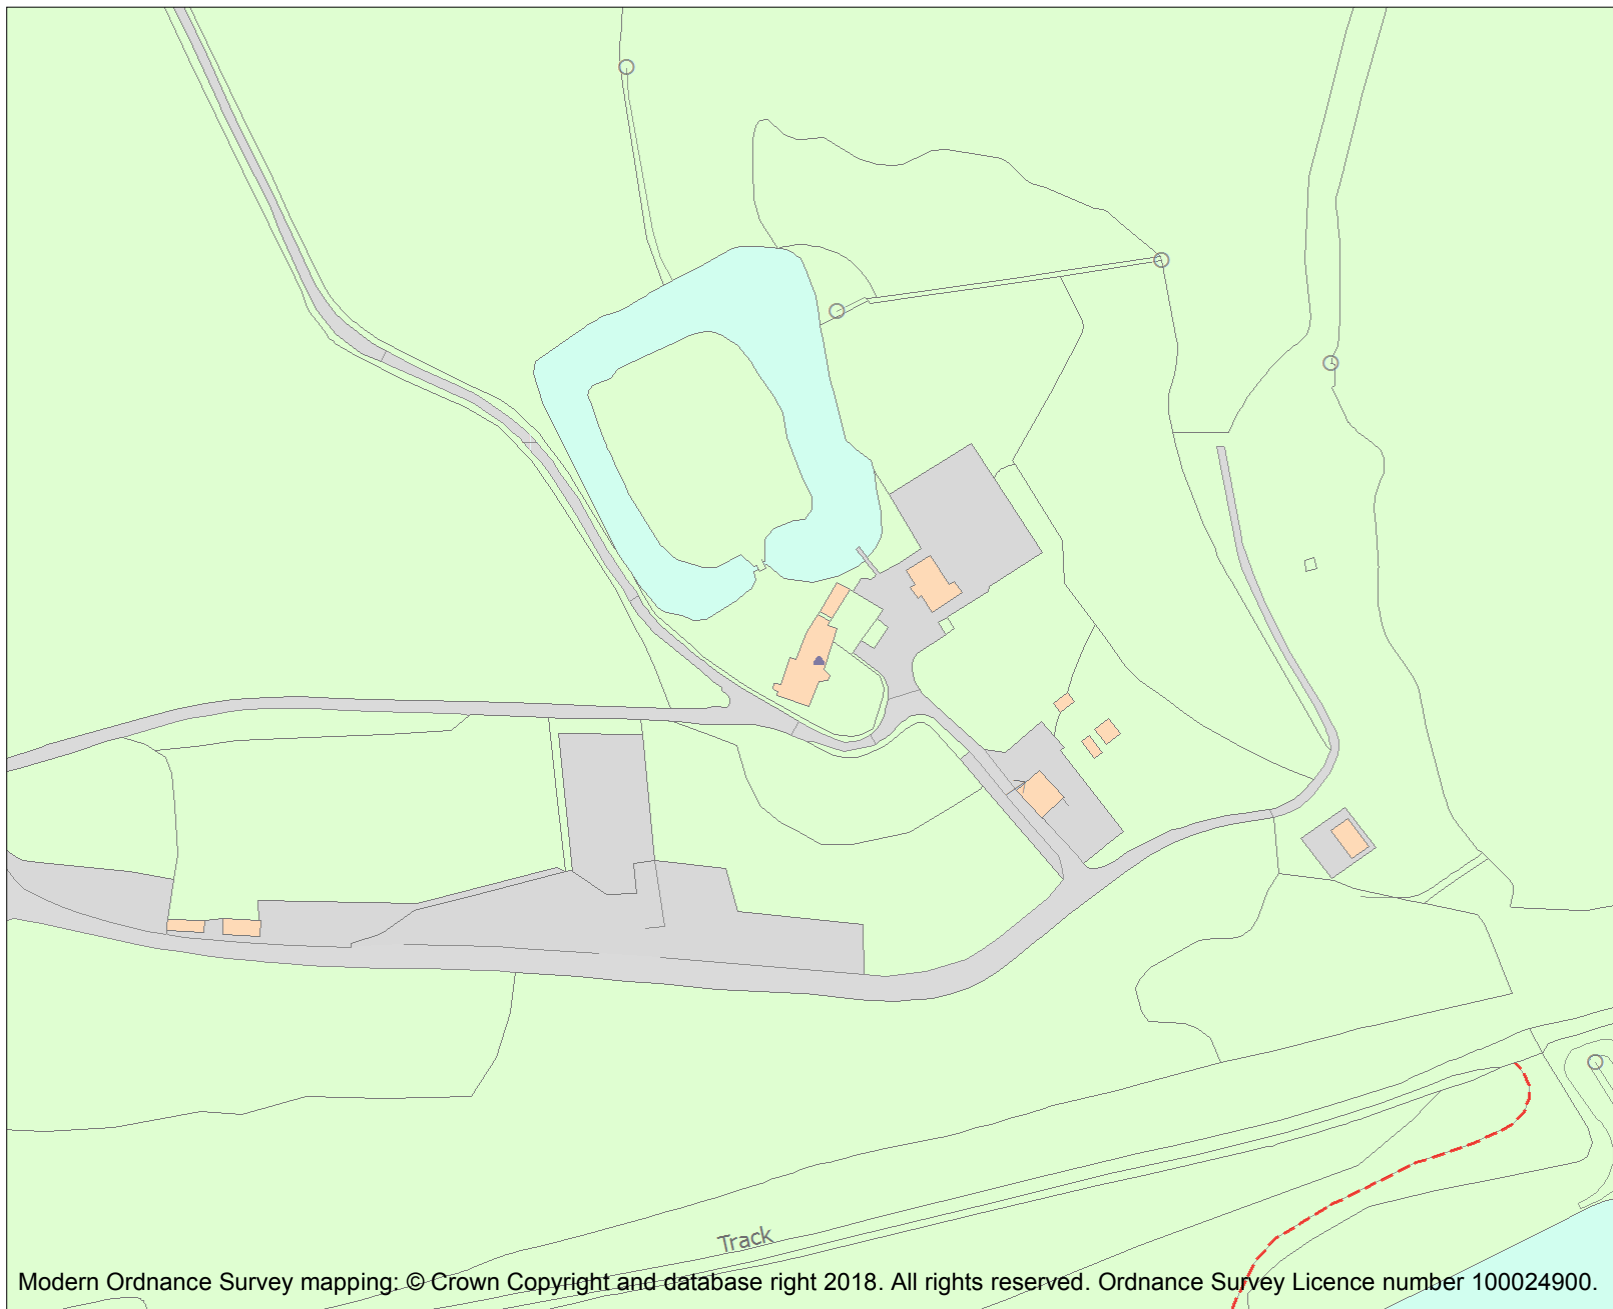 Track
Modern Ordnance Survey mapping: © Crown Copyright and database right 2018. All rights reserved. Ordnance Survey Licence number 100024900.